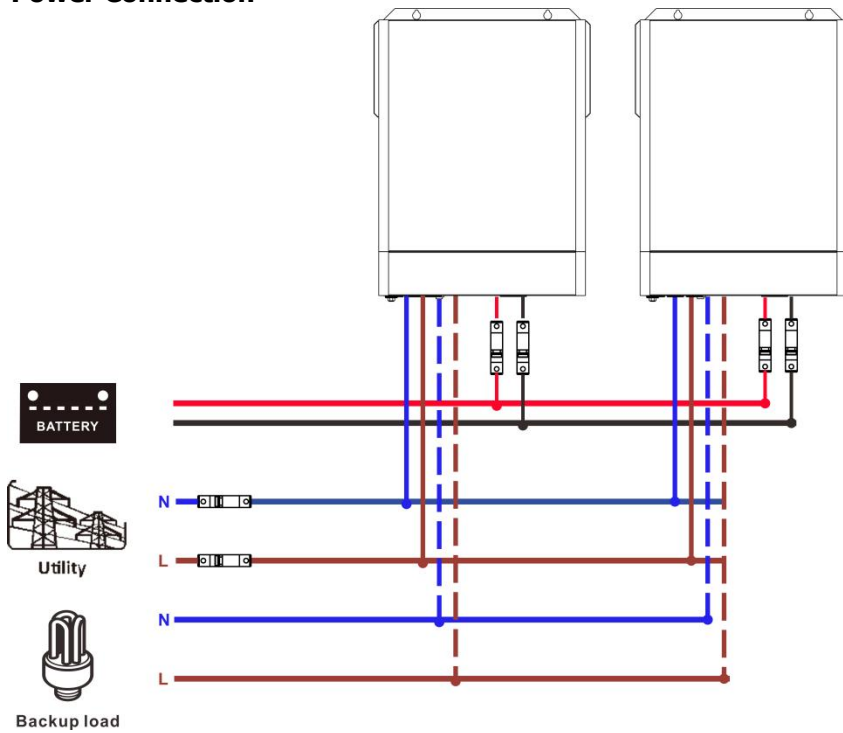 Power Connection
BATTERY
N
Utility
L
N
Backup load
L